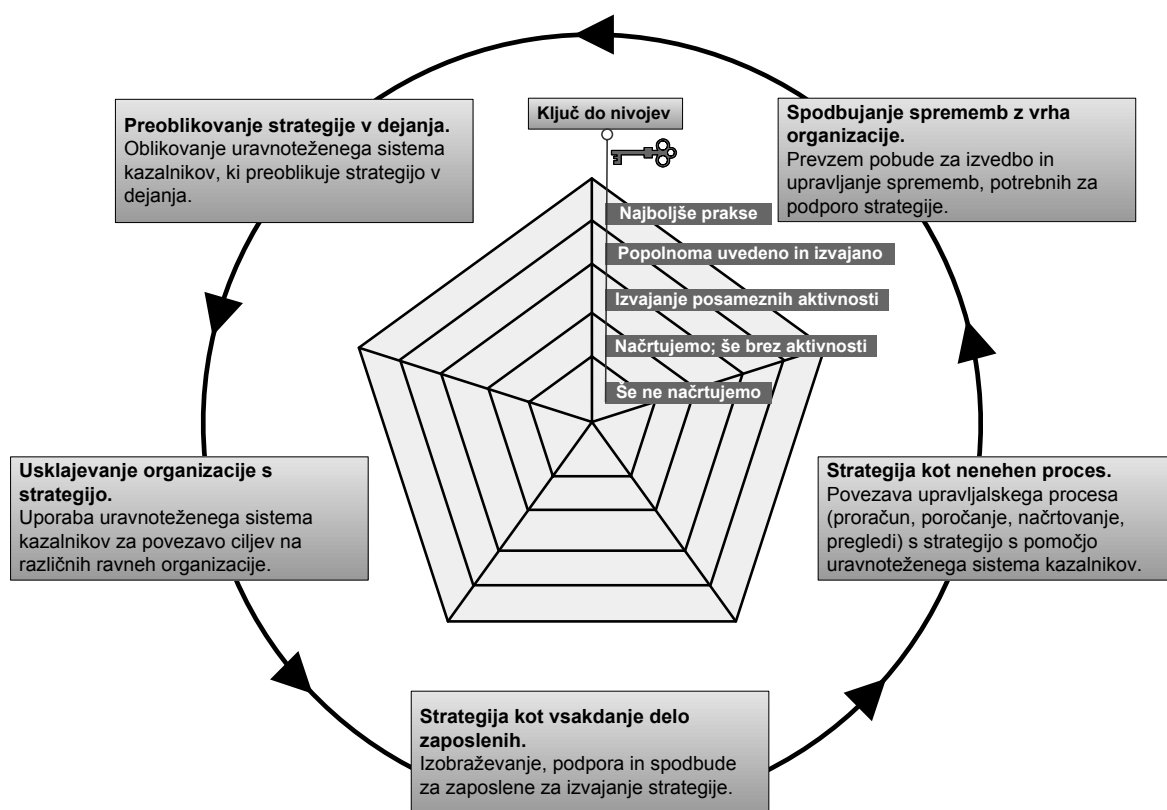 Ključ do nivojev
Preoblikovanje strategije v dejanja.
Oblikovanje uravnoteženega sistema
kazalnikov, ki preoblikuje strategijo v
dejanja.
Spodbujanje sprememb z vrha
organizacije.
Prevzem pobude za izvedbo in
upravljanje sprememb, potrebnih za
podporo strategije.
Najboljše prakse
Popolnoma uvedeno in izvajano
Izvajanje posameznih aktivnosti
Načrtujemo; še brez aktivnosti
Še ne načrtujemo
Usklajevanje organizacije s
strategijo.
Uporaba uravnoteženega sistema
kazalnikov za povezavo ciljev na
različnih ravneh organizacije.
Strategija kot nenehen proces.
Povezava upravljalskega procesa
(proračun, poročanje, načrtovanje,
pregledi) s strategijo s pomočjo
uravnoteženega sistema kazalnikov.
Strategija kot vsakdanje delo
zaposlenih.
Izobraževanje, podpora in spodbude
za zaposlene za izvajanje strategije.